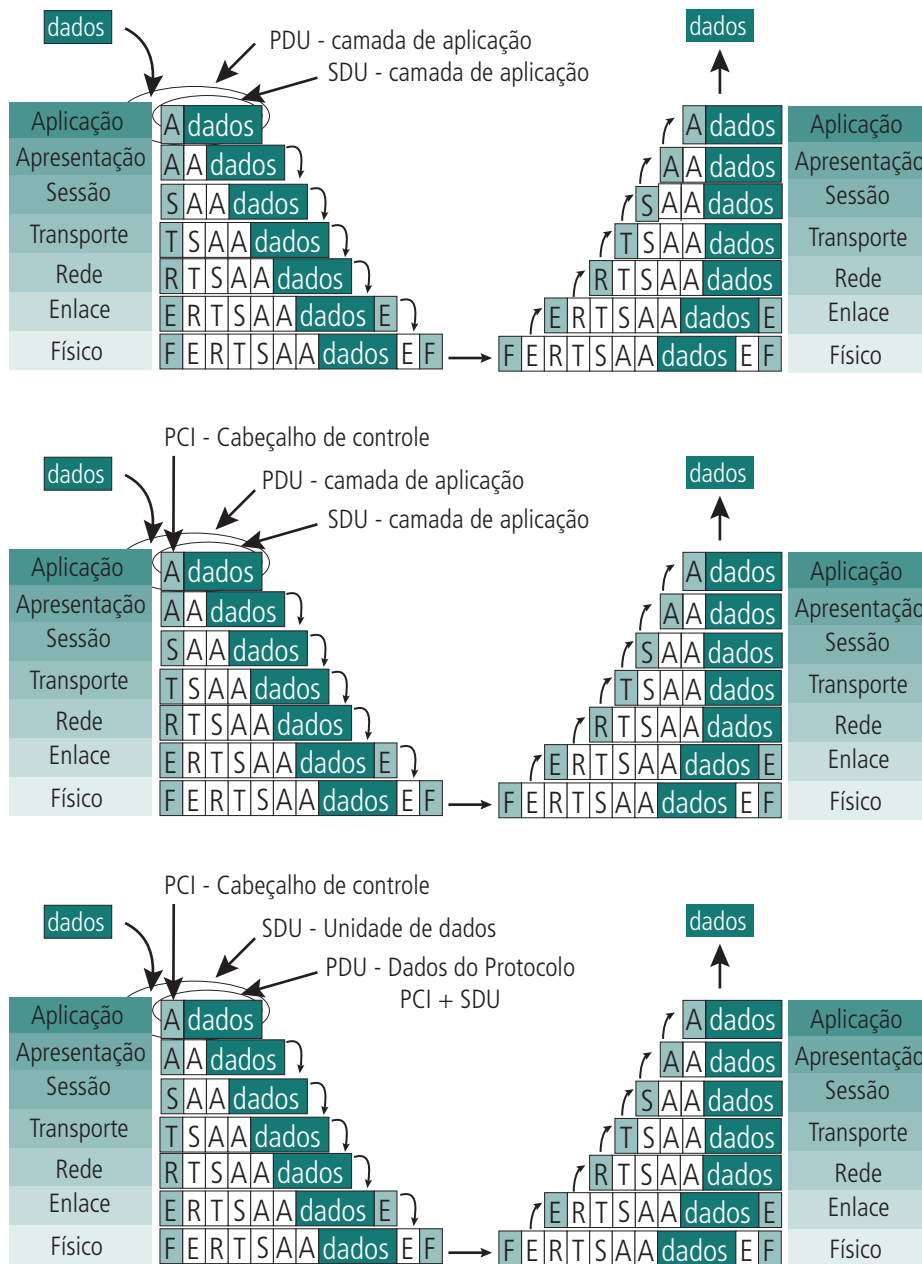 dados
PDU - camada de aplicação
SDU - camada de aplicação
dados
Aplicação A dados A dados Aplicação
Apresentação A A dados A A dados Apresentação
Sessão S A A dados S A A dados Sessão
Transporte T S A A dados T S A A dados Transporte
Rede R T S A A dados R T S A A dados Rede
Enlace E R T S A A dados E E R T S A A dados E Enlace
Físico F E R T S A A dados E F F E R T S A A dados E F Físico
PCI - Cabeçalho de controle
dados
PDU - camada de aplicação
SDU - camada de aplicação
dados
Aplicação A dados A dados Aplicação
Apresentação A A dados A A dados Apresentação
Sessão S A A dados S A A dados Sessão
Transporte T S A A dados T S A A dados Transporte
Rede R T S A A dados R T S A A dados Rede
Enlace E R T S A A dados E E R T S A A dados E Enlace
Físico F E R T S A A dados E F F E R T S A A dados E F Físico
PCI - Cabeçalho de controle
dados
SDU - Unidade de dados
PDU - Dados do Protocolo
PCI + SDU
dados
Aplicação A dados A dados Aplicação
Apresentação A A dados A A dados Apresentação
Sessão S A A dados S A A dados Sessão
Transporte T S A A dados T S A A dados Transporte
Rede R T S A A dados R T S A A dados Rede
Enlace E R T S A A dados E E R T S A A dados E Enlace
Físico F E R T S A A dados E F F E R T S A A dados E F Físico